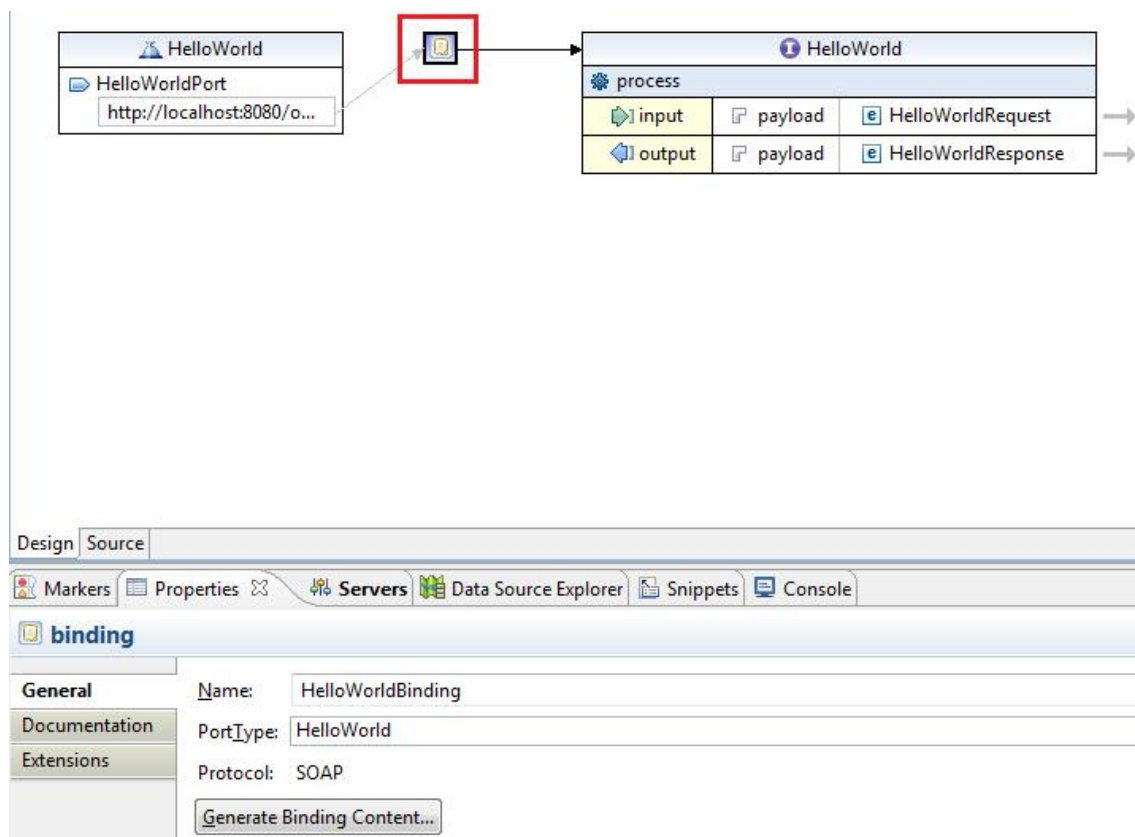 HelloWorld
HelloWorldPort
http://localhost:8080/o...
HelloWorld
process
input payload e HelloWorldRequest
output payload e HelloWorldResponse
Design Source
Markers Properties Servers Data Source Explorer Snippets Console
binding
General
Documentation
Extensions
Name: HelloWorldBinding
PortType: HelloWorld
Protocol: SOAP
Generate Binding Content...